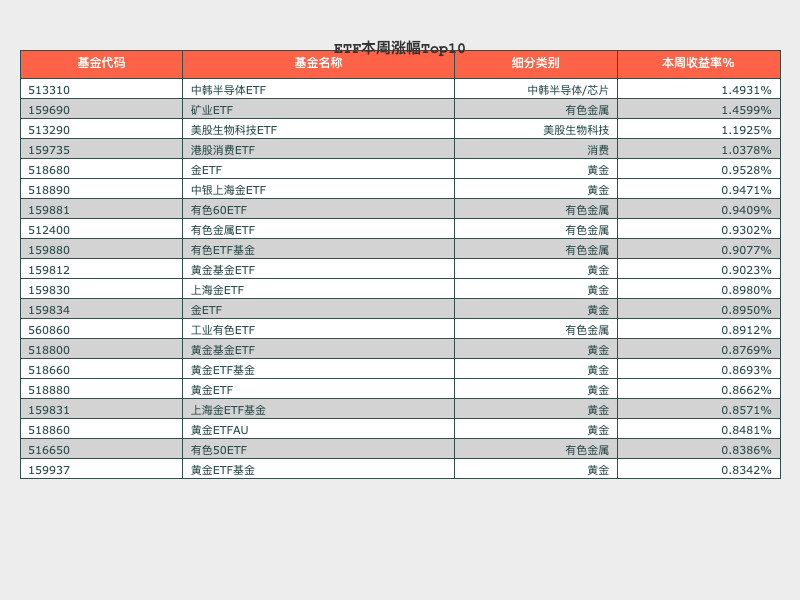 ETF本周涨幅Top10
基金代码 基金名称 细分类别 本周收益率%
513310 中韩半导体ETF 中韩半导体/芯片 1.4931%
159690 矿业ETF 有色金属 1.4599%
513290 美股生物科技ETF 美股生物科技 1.1925%
159735 港股消费ETF 消费 1.0378%
518680 金ETF 黄金 0.9528%
518890 中银上海金ETF 黄金 0.9471%
159881 有色60ETF 有色金属 0.9409%
512400 有色金属ETF 有色金属 0.9302%
159880 有色ETF基金 有色金属 0.9077%
159812 黄金基金ETF 黄金 0.9023%
159830 上海金ETF 黄金 0.8980%
159834 金ETF 黄金 0.8950%
560860 工业有色ETF 有色金属 0.8912%
518800 黄金基金ETF 黄金 0.8769%
518660 黄金ETF基金 黄金 0.8693%
518880 黄金ETF 黄金 0.8662%
159831 上海金ETF基金 黄金 0.8571%
518860 黄金ETFAU 黄金 0.8481%
516650 有色50ETF 有色金属 0.8386%
159937 黄金ETF基金 黄金 0.8342%